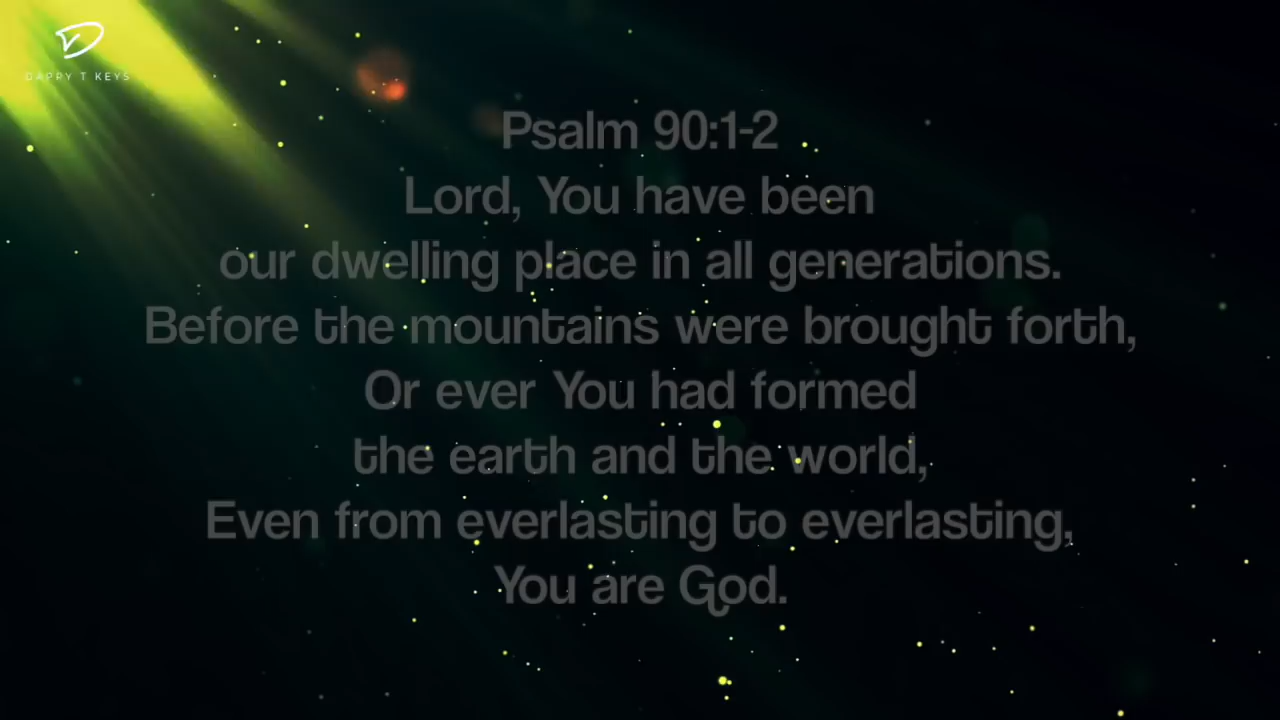 DAPPY T KEYS
Psalm 90:1-2
Lord, You have been
our dwelling place in all generations.
Before the mountains were brought forth,
Or ever You had formed
the earth and the world,
Even from everlasting to everlasting,
You are God.